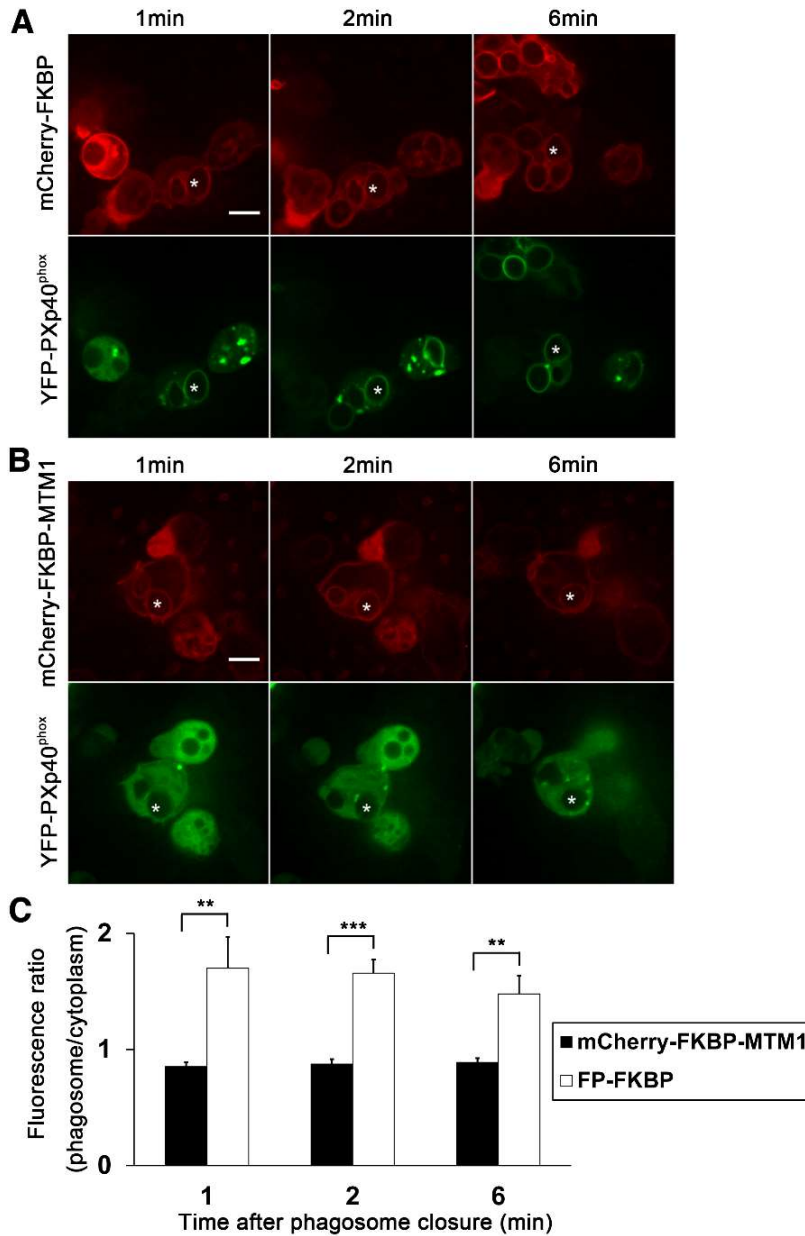 A
1min 2min 6min
mCherry-FKBP
* * *
YFP-PXp40phox
* * *
B
1min 2min 6min
mCherry-FKBP-MTM1
* * *
YFP-PXp40phox
* * *
C
Fluorescence ratio
(phagosome/cytoplasm)
2
1
0
** *** **
mCherry-FKBP-MTM1
FP-FKBP
1 2 6
Time after phagosome closure (min)